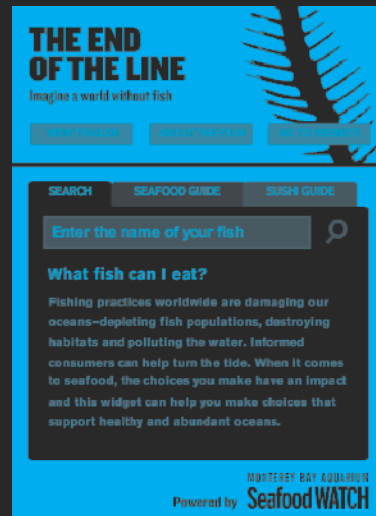 THE END
OF THE LINE
Imagine a world without fish
SEARCH SEAFOOD GUIDE SUSHI GUIDE
Enter the name of your fish
What fish can I eat?
Fishing practices worldwide are damaging our
oceans–depleting fish populations, destroying
habitats and polluting the water. Informed
consumers can help turn the tide. When it comes
to seafood, the choices you make have an impact
and this widget can help you make choices that
support healthy and abundant oceans.
MONTEREY BAY AQUARIUM
Powered by Seafood WATCH